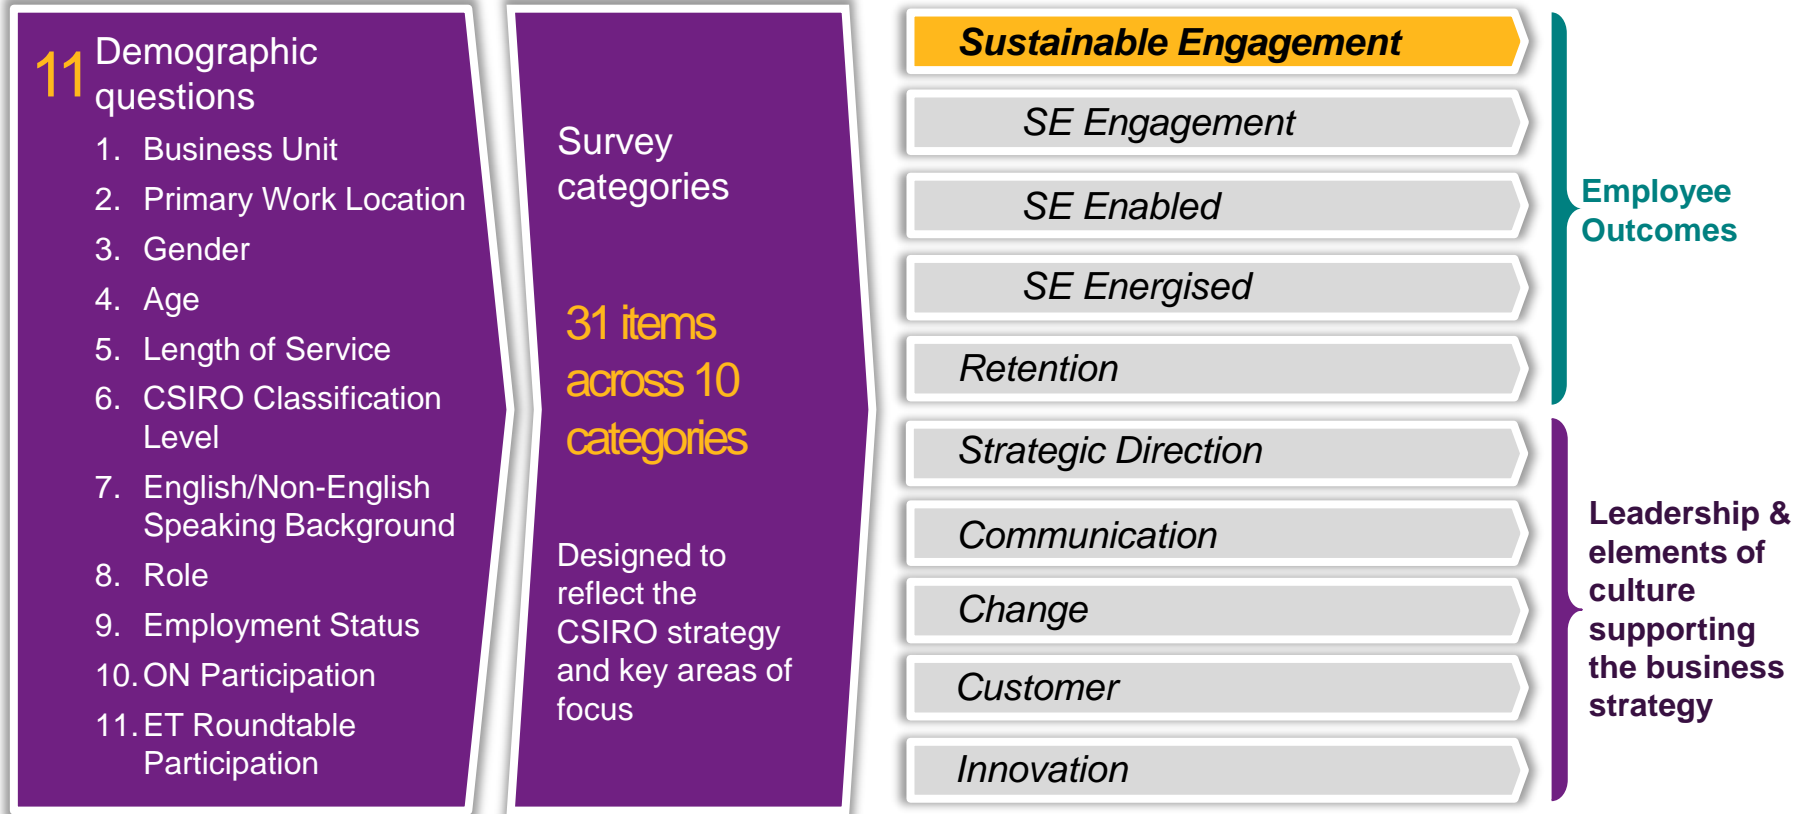 11 Demographic
questions
1. Business Unit
2. Primary Work Location
3. Gender
4. Age
5. Length of Service
6. CSIRO Classification
Level
7. English/Non-English
Speaking Background
8. Role
9. Employment Status
10. ON Participation
11. ET Roundtable
Participation
Survey
categories
31 items
across 10
categories
Designed to
reflect the
CSIRO strategy
and key areas of
focus
Sustainable Engagement
SE Engagement
SE Enabled
SE Energised
Retention
Strategic Direction
Communication
Change
Customer
Innovation
Employee
Outcomes
Leadership &
elements of
culture
supporting
the business
strategy